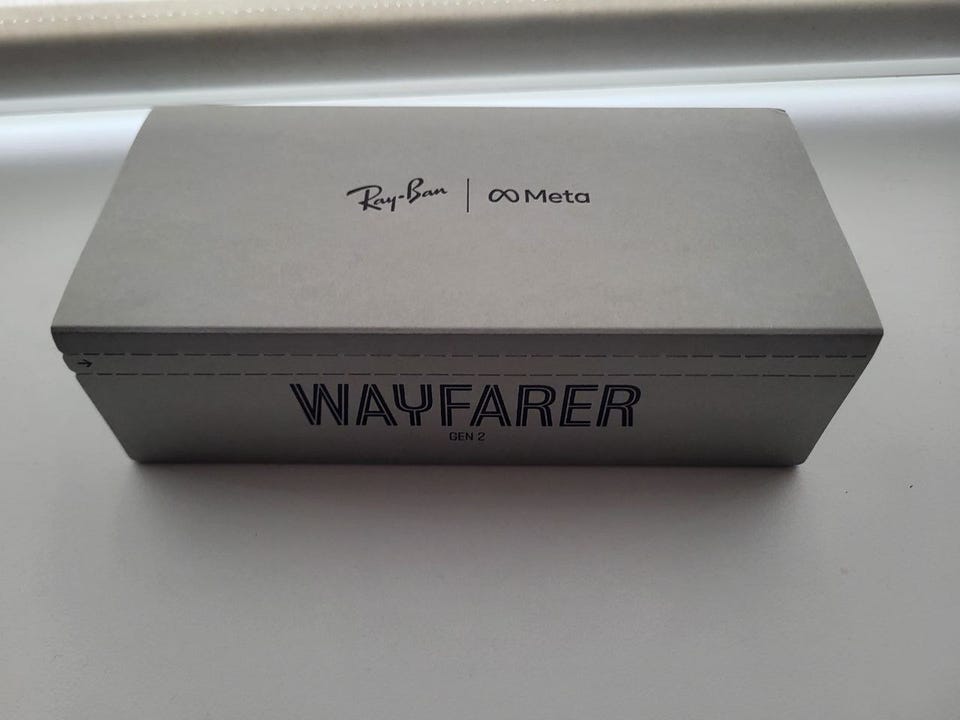 Ray-Ban | Meta
WAYFARER
GEN 2